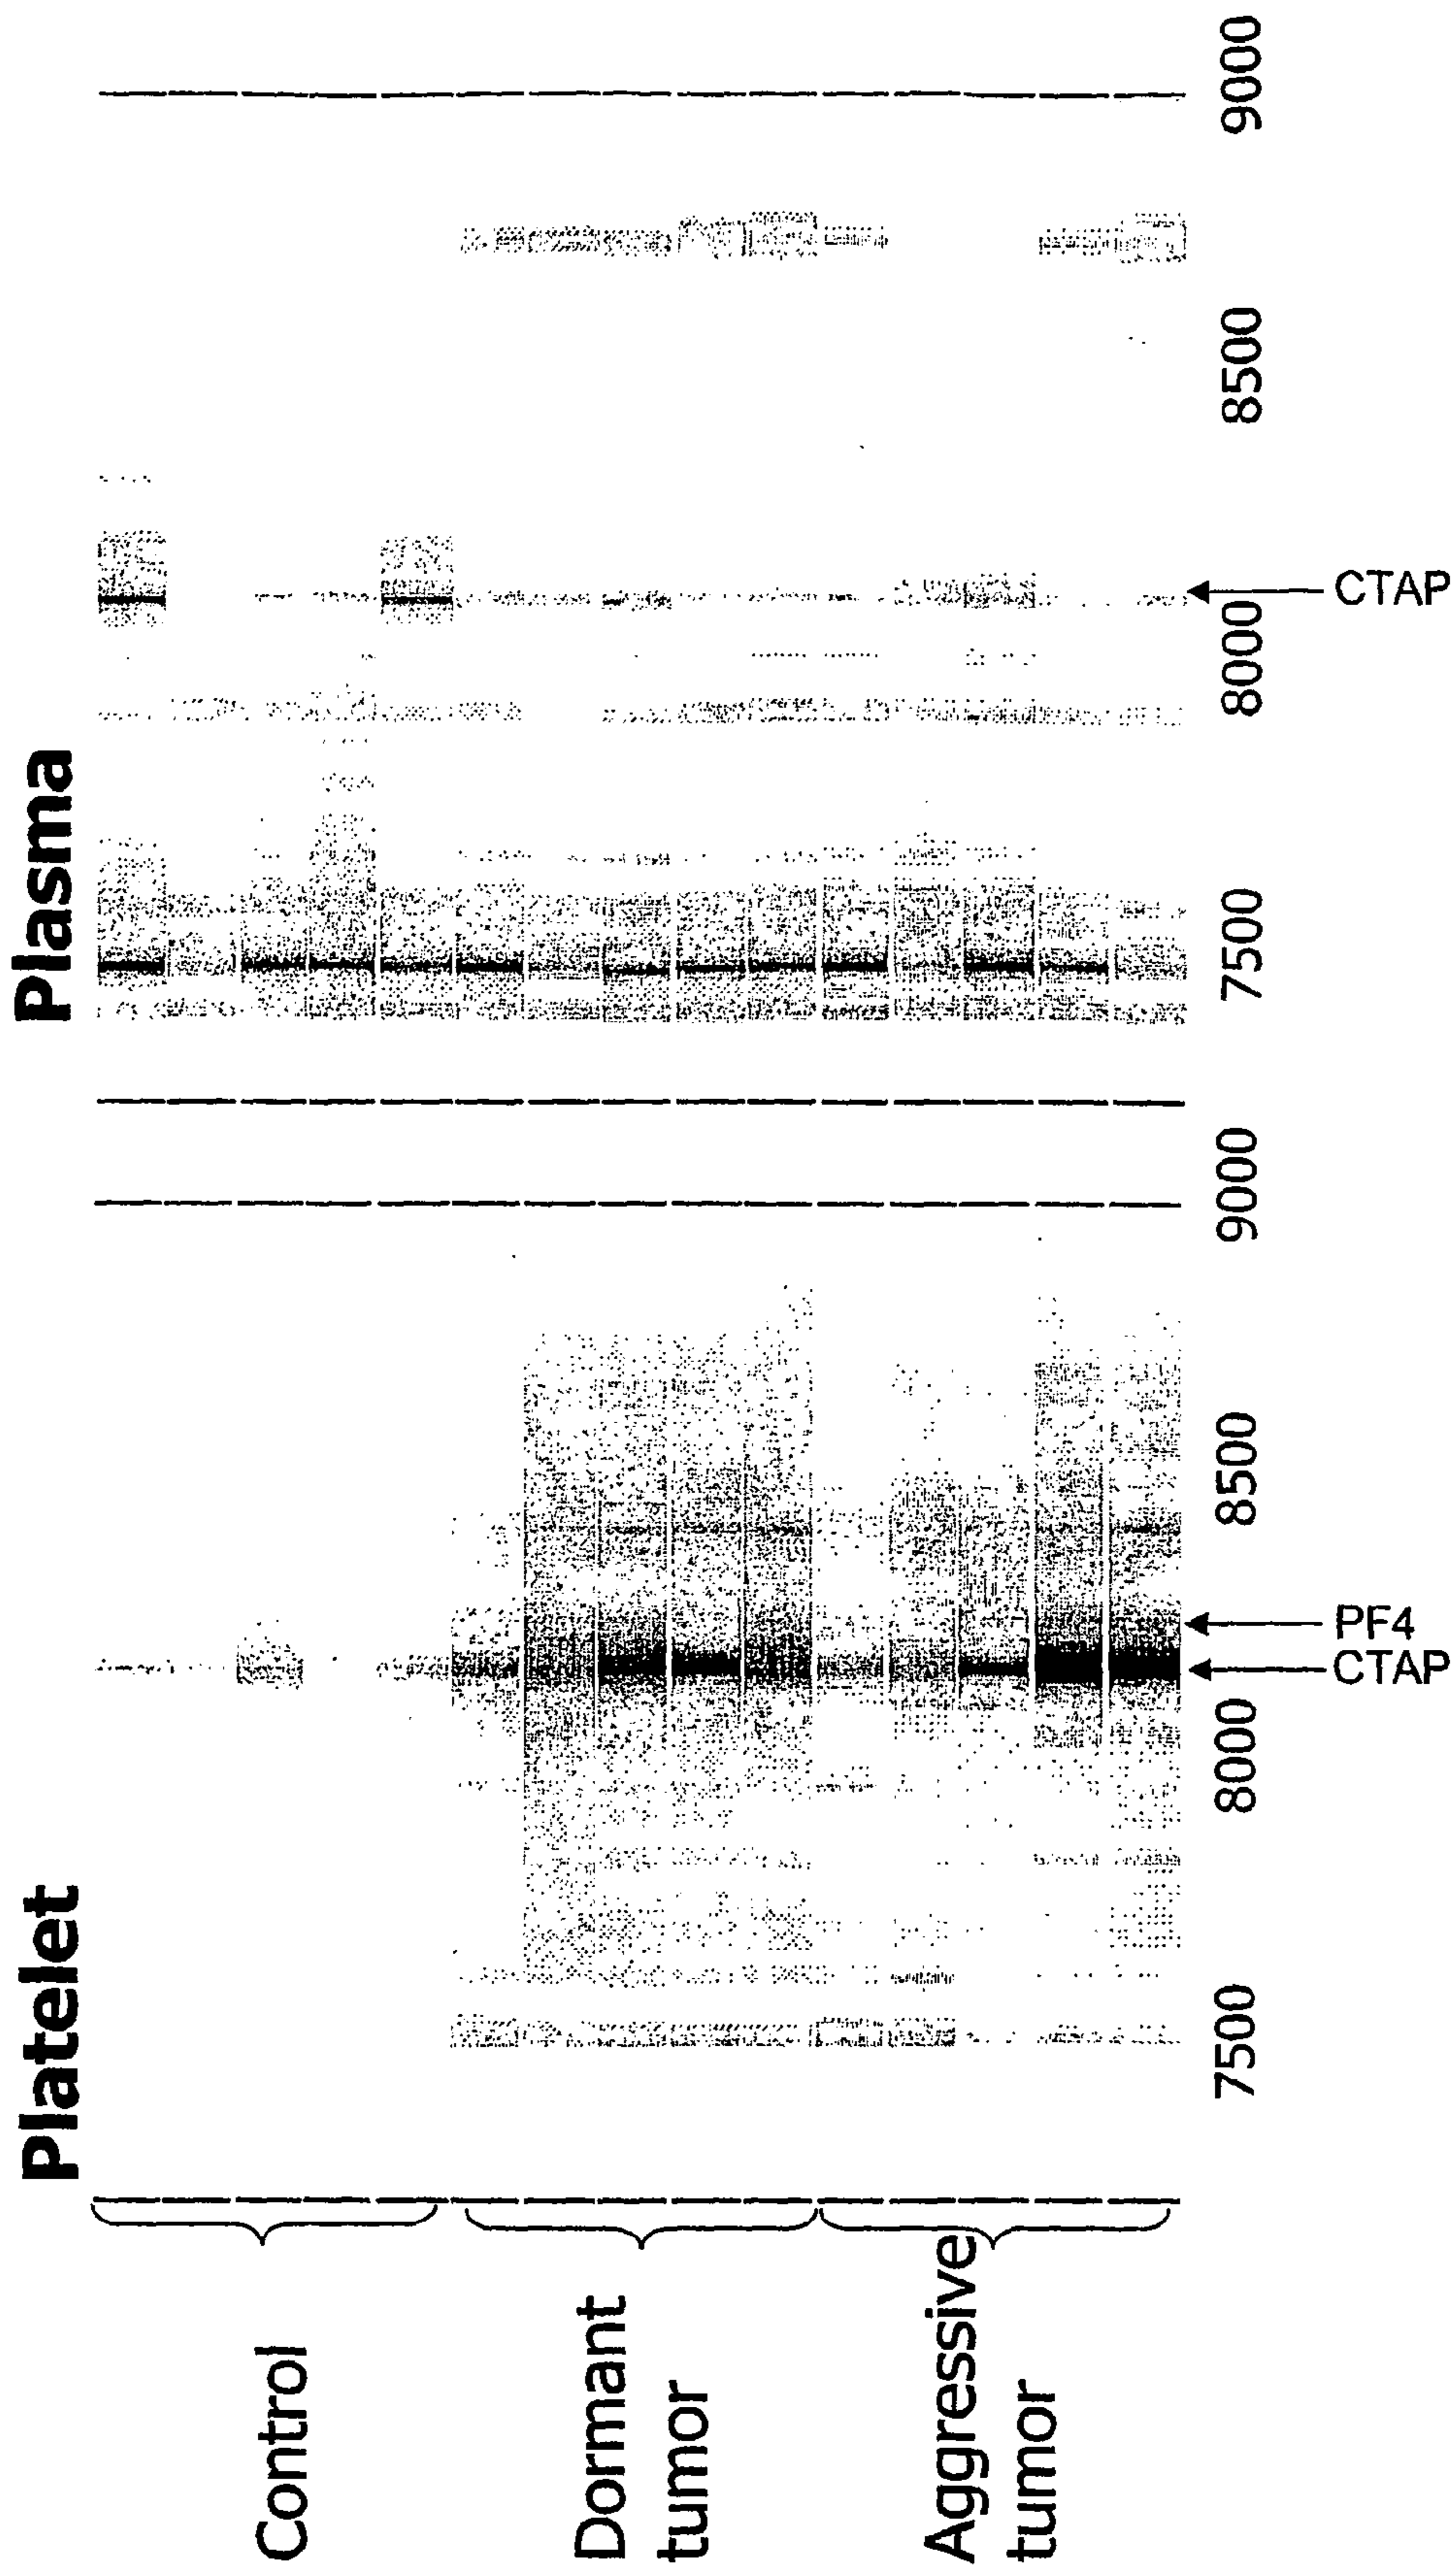 Platelet
Plasma
Control
Dormant
tumor
Aggressive
tumor
7500
8000
8500
9000
7500
8000
8500
9000
CTAP
PF4
CTAP